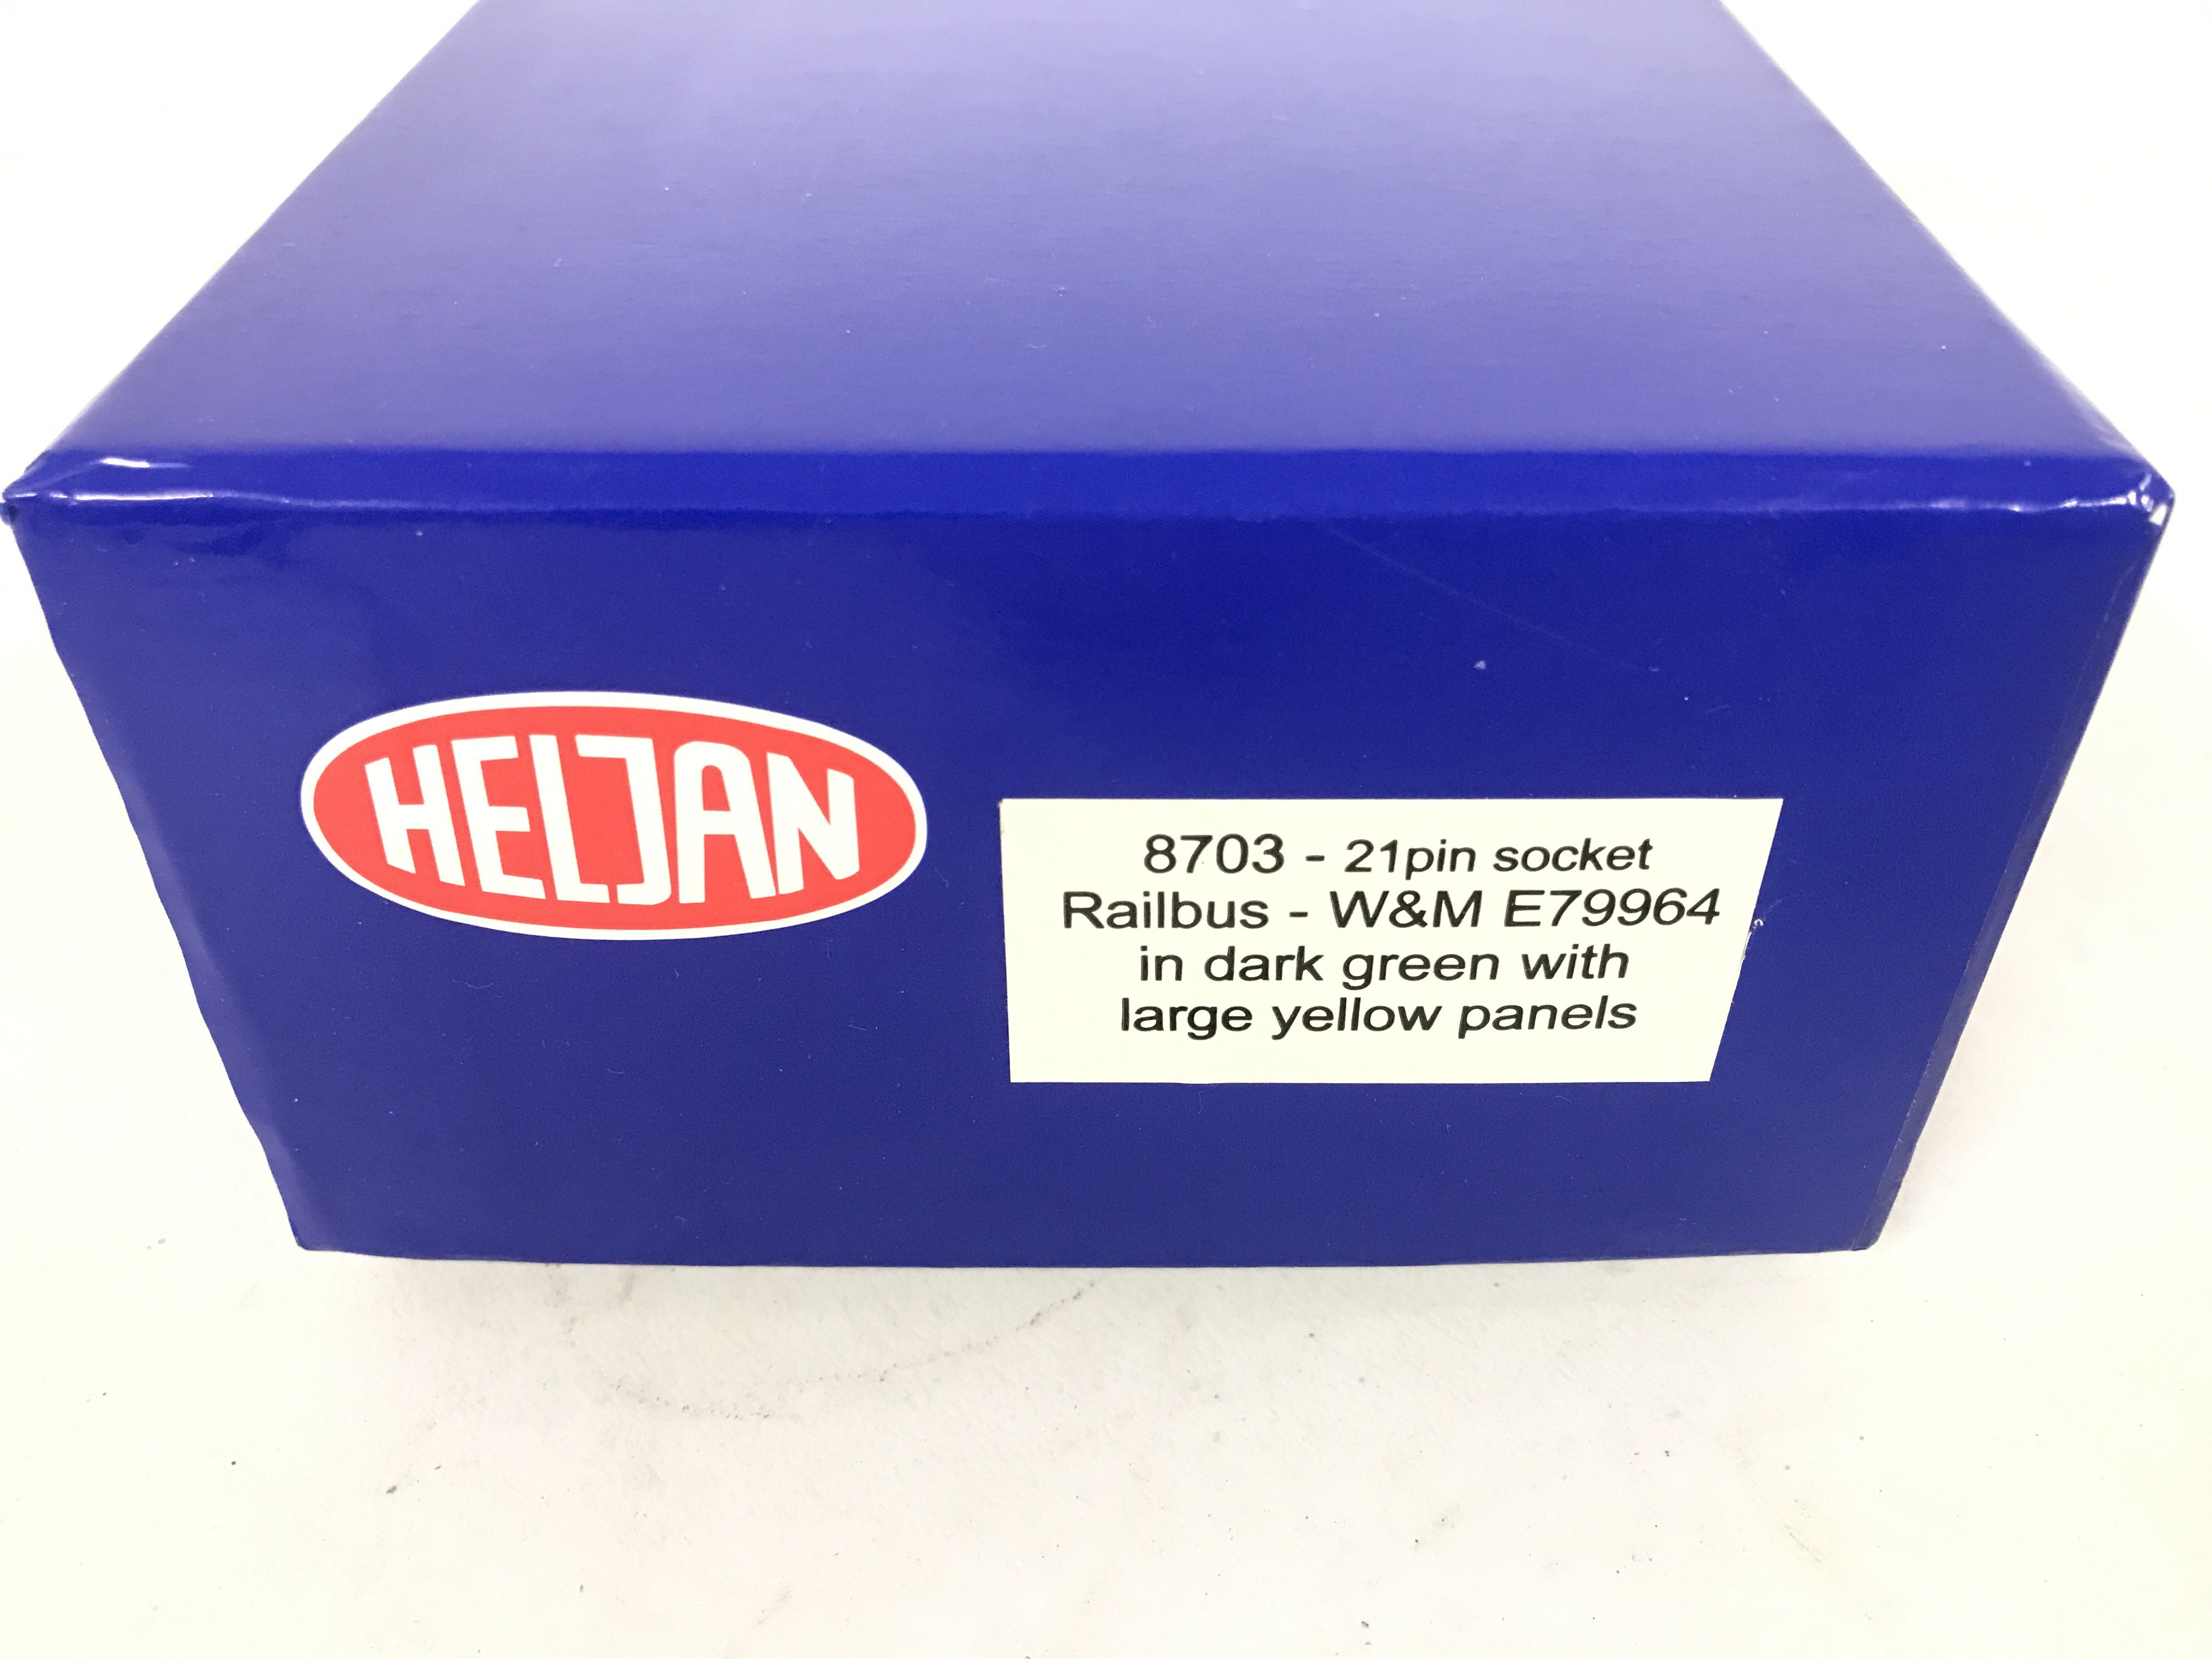 HELJAN
8703 - 21pin socket
Railbus - W&M E79964
in dark green with
large yellow panels